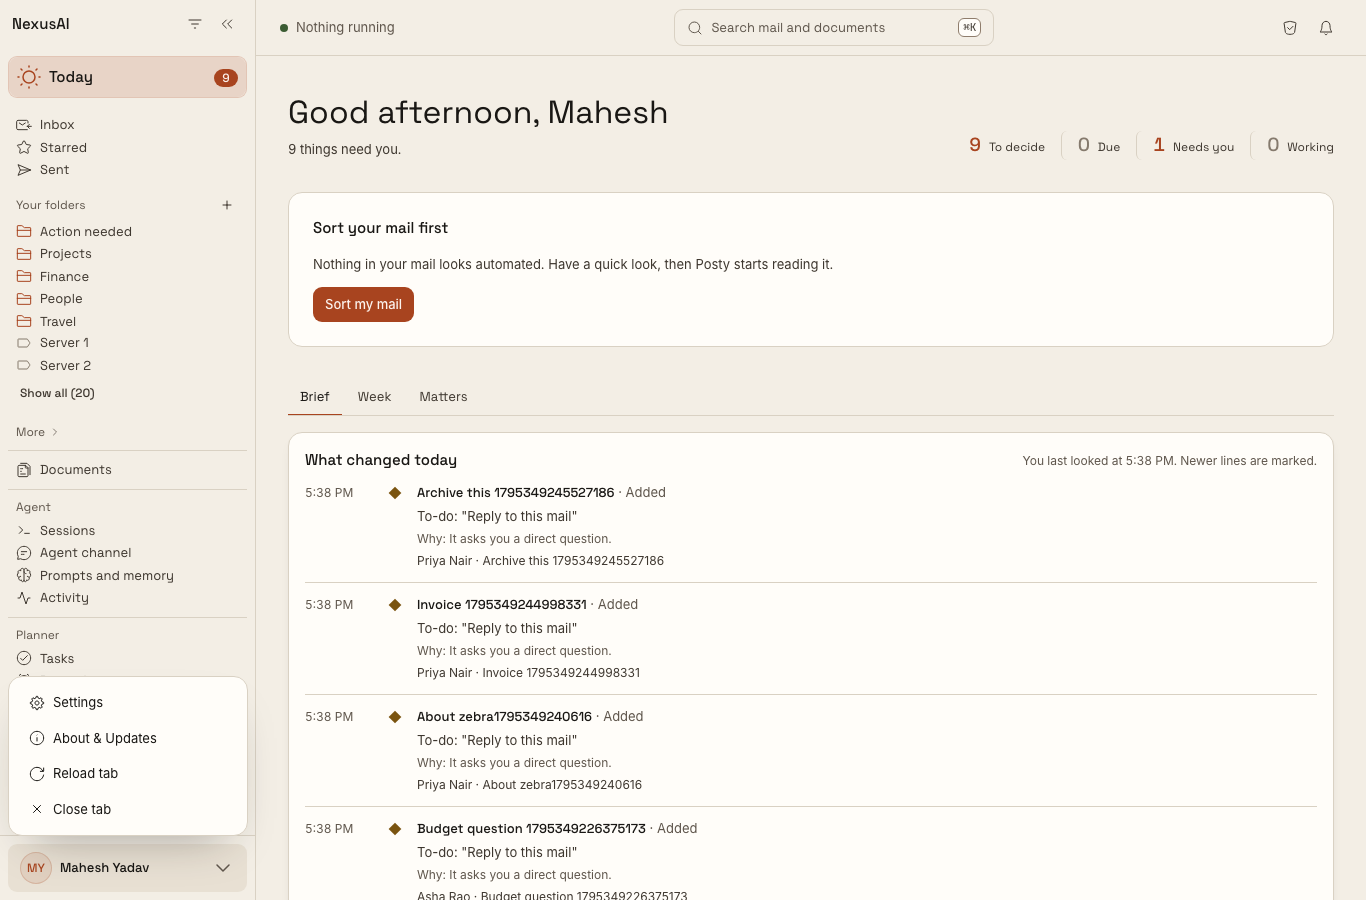 NexusAI
Today
9
Inbox
Starred
Sent
Your folders
Action needed
Projects
Finance
People
Travel
Server 1
Server 2
Show all (20)
More
Documents
Agent
Sessions
Agent channel
Prompts and memory
Activity
Planner
Tasks
Settings
About & Updates
Reload tab
Close tab
MY Mahesh Yadav
Nothing running
Search mail and documents ⌘K
Good afternoon, Mahesh
9 things need you.
9 To decide 0 Due 1 Needs you 0 Working
Sort your mail first
Nothing in your mail looks automated. Have a quick look, then Posty starts reading it.
Sort my mail
Brief Week Matters
What changed today
You last looked at 5:38 PM. Newer lines are marked.
5:38 PM Archive this 1795349245527186 · Added
To-do: "Reply to this mail"
Why: It asks you a direct question.
Priya Nair · Archive this 1795349245527186
5:38 PM Invoice 1795349244998331 · Added
To-do: "Reply to this mail"
Why: It asks you a direct question.
Priya Nair · Invoice 1795349244998331
5:38 PM About zebra1795349240616 · Added
To-do: "Reply to this mail"
Why: It asks you a direct question.
Priya Nair · About zebra1795349240616
5:38 PM Budget question 1795349226375173 · Added
To-do: "Reply to this mail"
Why: It asks you a direct question.
Asha Rao · Budget question 1795349226375173